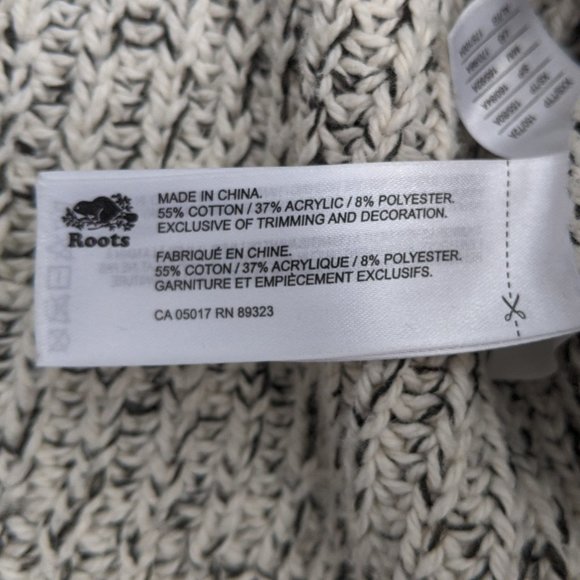 Roots
MADE IN CHINA.
55% COTTON / 37% ACRYLIC / 8% POLYESTER.
EXCLUSIVE OF TRIMMING AND DECORATION.
FABRIQUÉ EN CHINE.
55% COTON / 37% ACRYLIQUE / 8% POLYESTER.
GARNITURE ET EMPIÈCEMENT EXCLUSIFS.
CA 05017 RN 89323